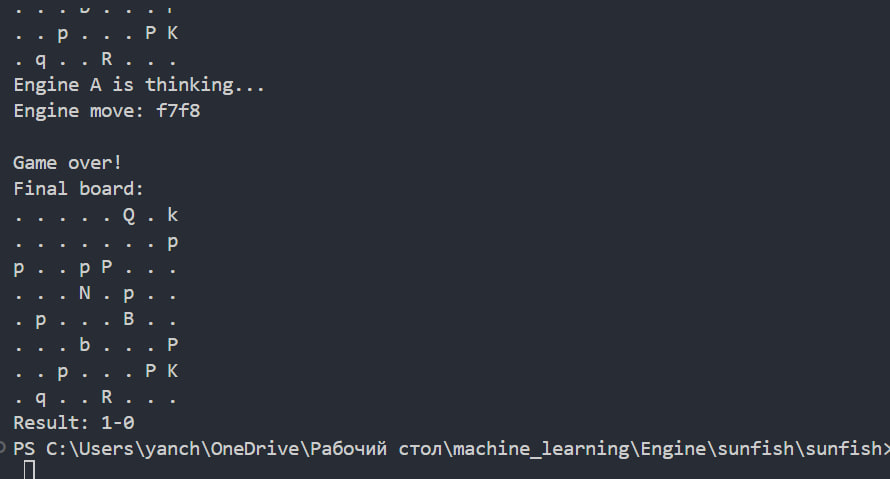 . . p . . . P K
. q . . R . . .
Engine A is thinking...
Engine move: f7f8
Game over!
Final board:
. . . . . Q . k
. . . . . . . p
p . . p P . . .
. . . N . p . .
. p . . . B . .
. . . b . . . P
. . p . . . P K
. q . . R . . .
Result: 1-0
PS C:\Users\yanch\OneDrive\Рабочий стол\machine_learning\Engine\sunfish\sunfish>